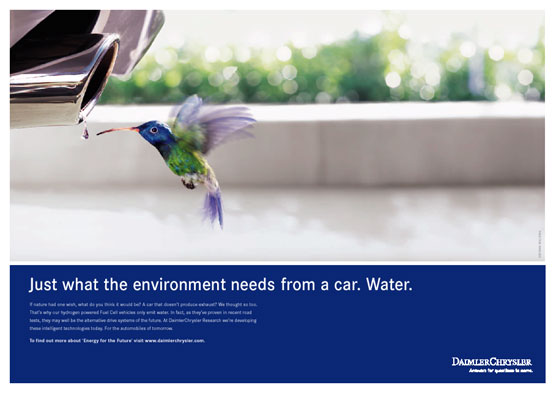 Just what the environment needs from a car. Water.
If nature had one wish, what do you think it would be? A car that doesn't produce exhaust? We thought so too.
That's why our hydrogen powered Fuel Cell vehicles only emit water. In fact, as they've proven in recent road
tests, they may well be the alternative drive systems of the future. At DaimlerChrysler Research we're developing
these intelligent technologies today. For the automobiles of tomorrow.
To find out more about 'Energy for the Future' visit www.daimlerchrysler.com.
DAIMLERCHRYSLER
Answers for questions to come.